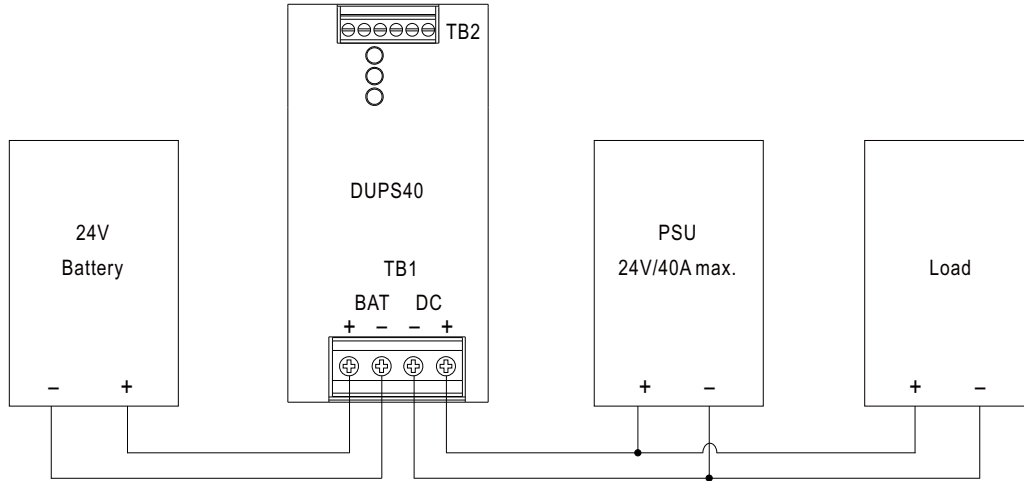 TB2
DUPS40
24V
Battery
PSU
24V/40A max.
Load
TB1
BAT DC
+ − − +
− +
+ −
+ −